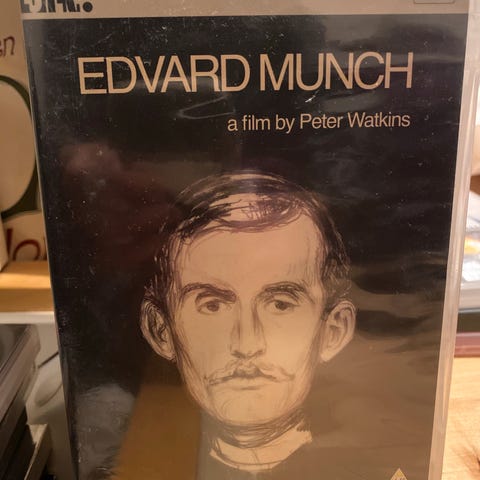 EDVARD MUNCH
a film by Peter Watkins